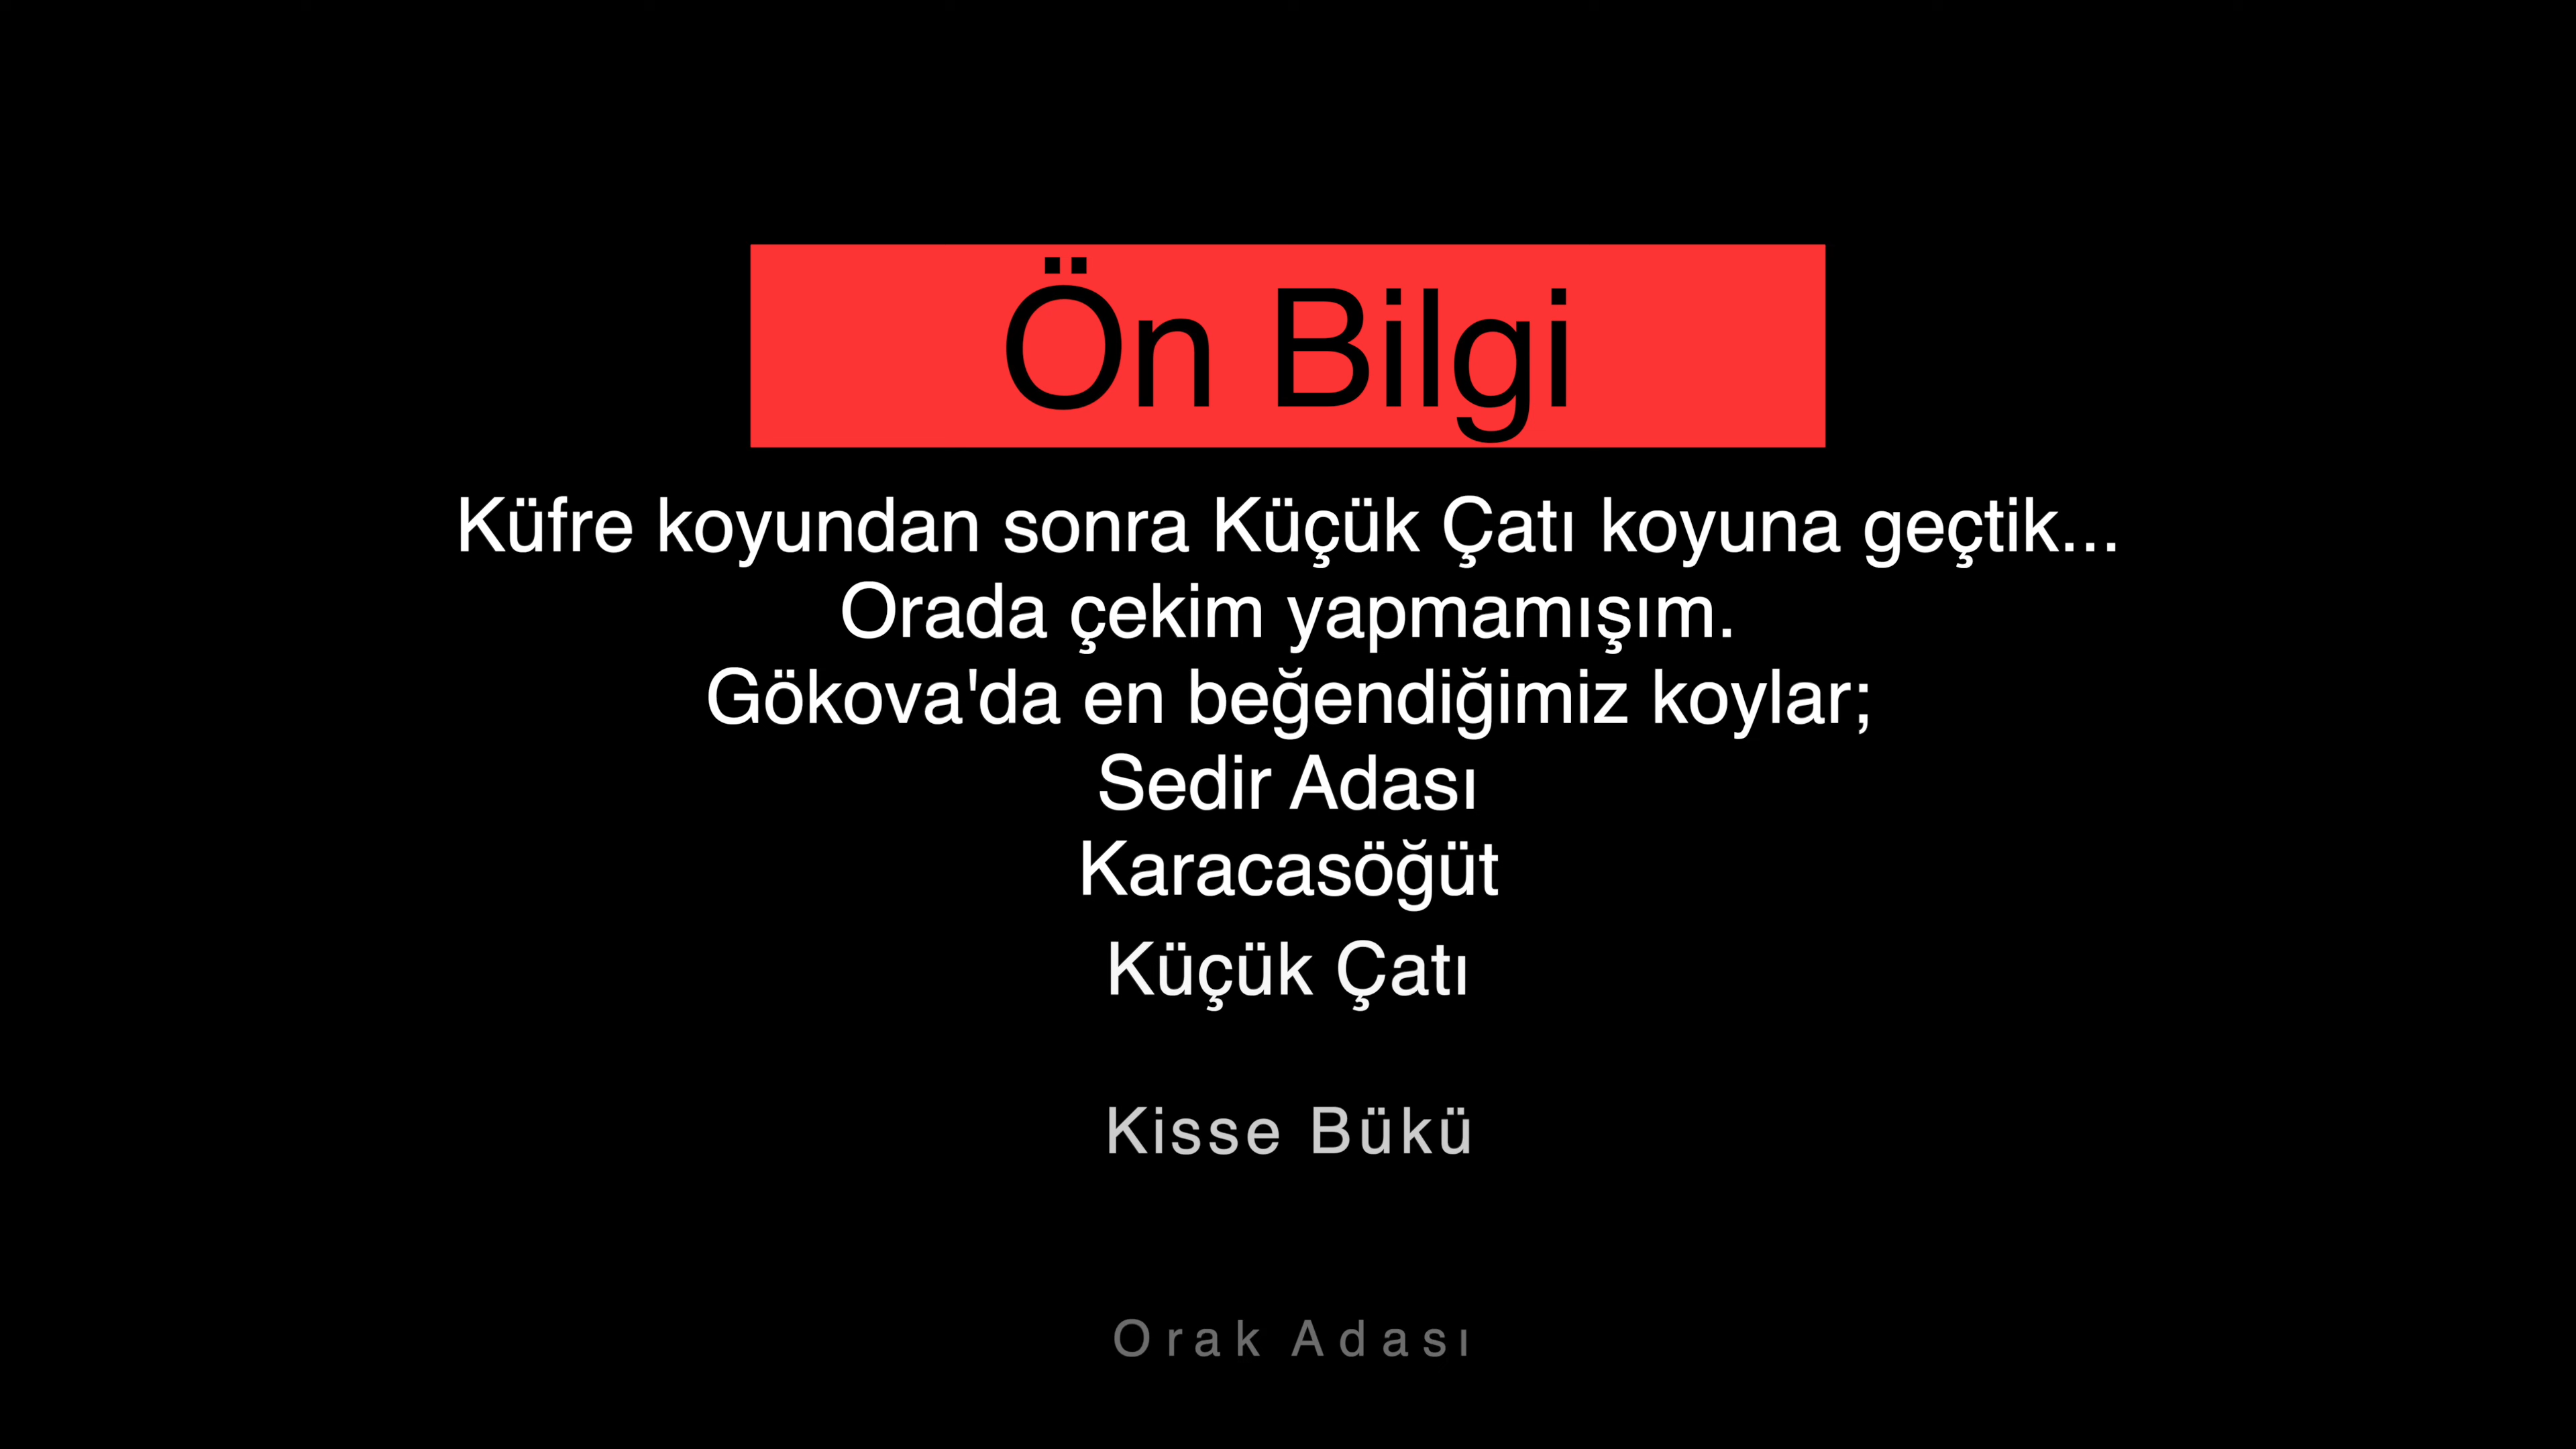 Ön Bilgi
Küfre koyundan sonra Küçük Çatı koyuna geçtik...
Orada çekim yapmamışım.
Gökova'da en beğendiğimiz koylar;
Sedir Adası
Karacasöğüt
Küçük Çatı
Kisse Bükü
Orak Adası